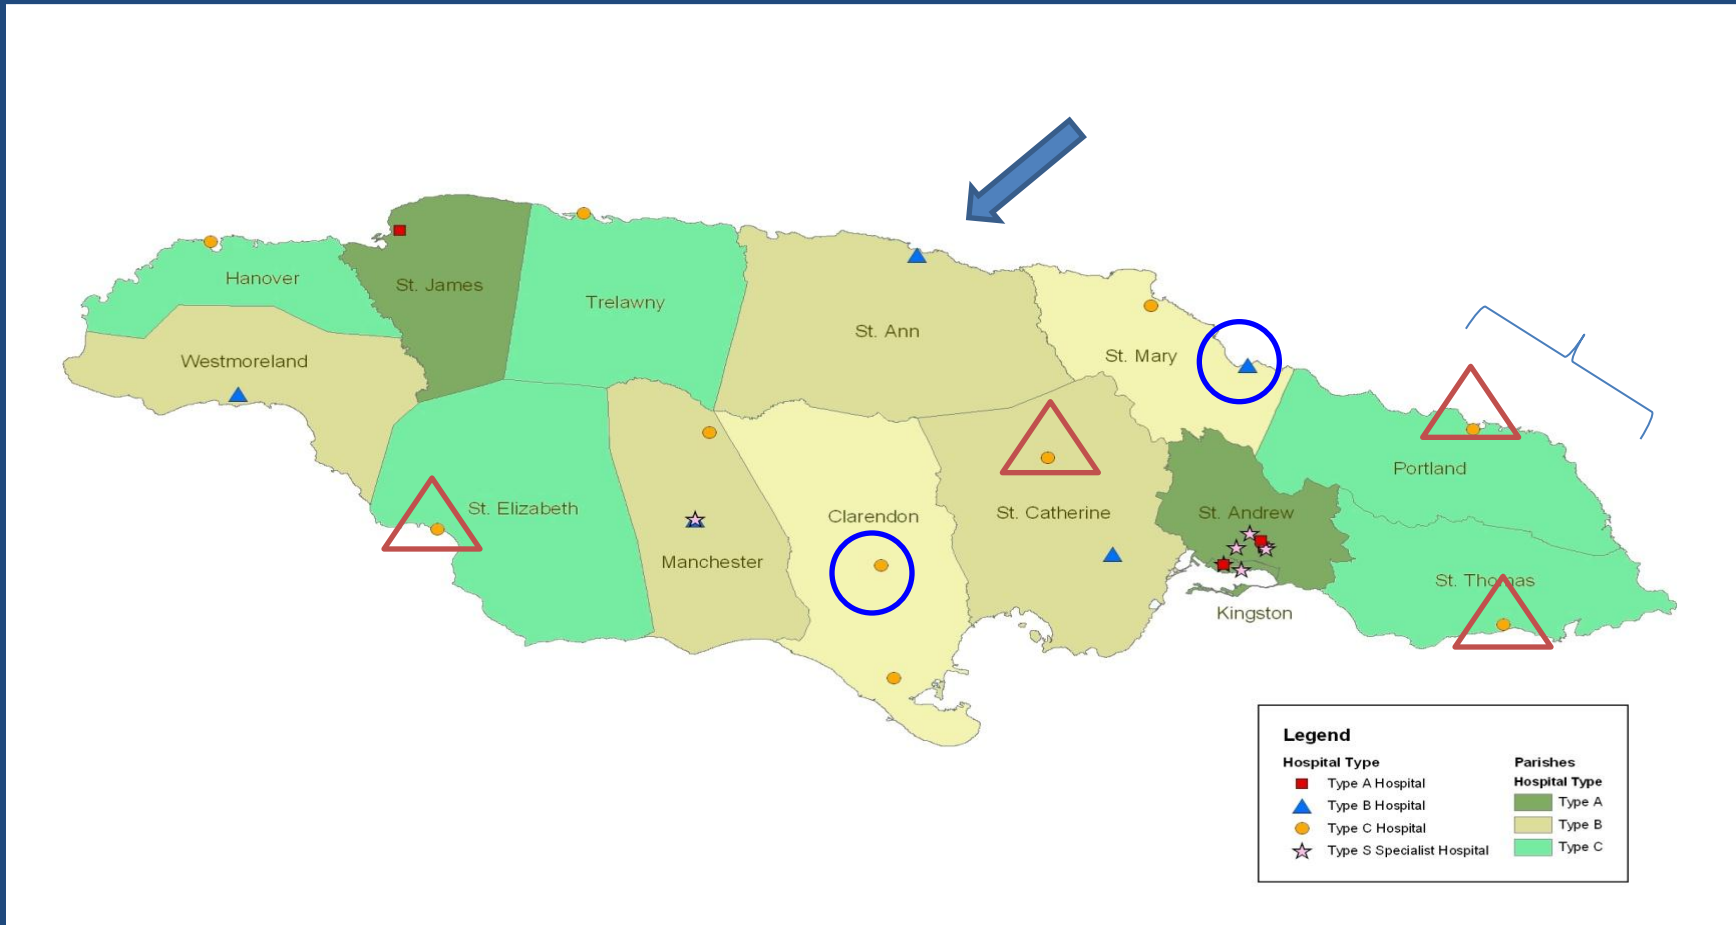 Hanover
St. James
Trelawny
St. Ann
Westmoreland
St. Mary
St. Elizabeth
Manchester
Clarendon
St. Catherine
St. Andrew
Portland
St. Thomas
Kingston
Legend
Hospital Type
Type A Hospital
Type B Hospital
Type C Hospital
Type S Specialist Hospital
Parishes
Hospital Type
Type A
Type B
Type C